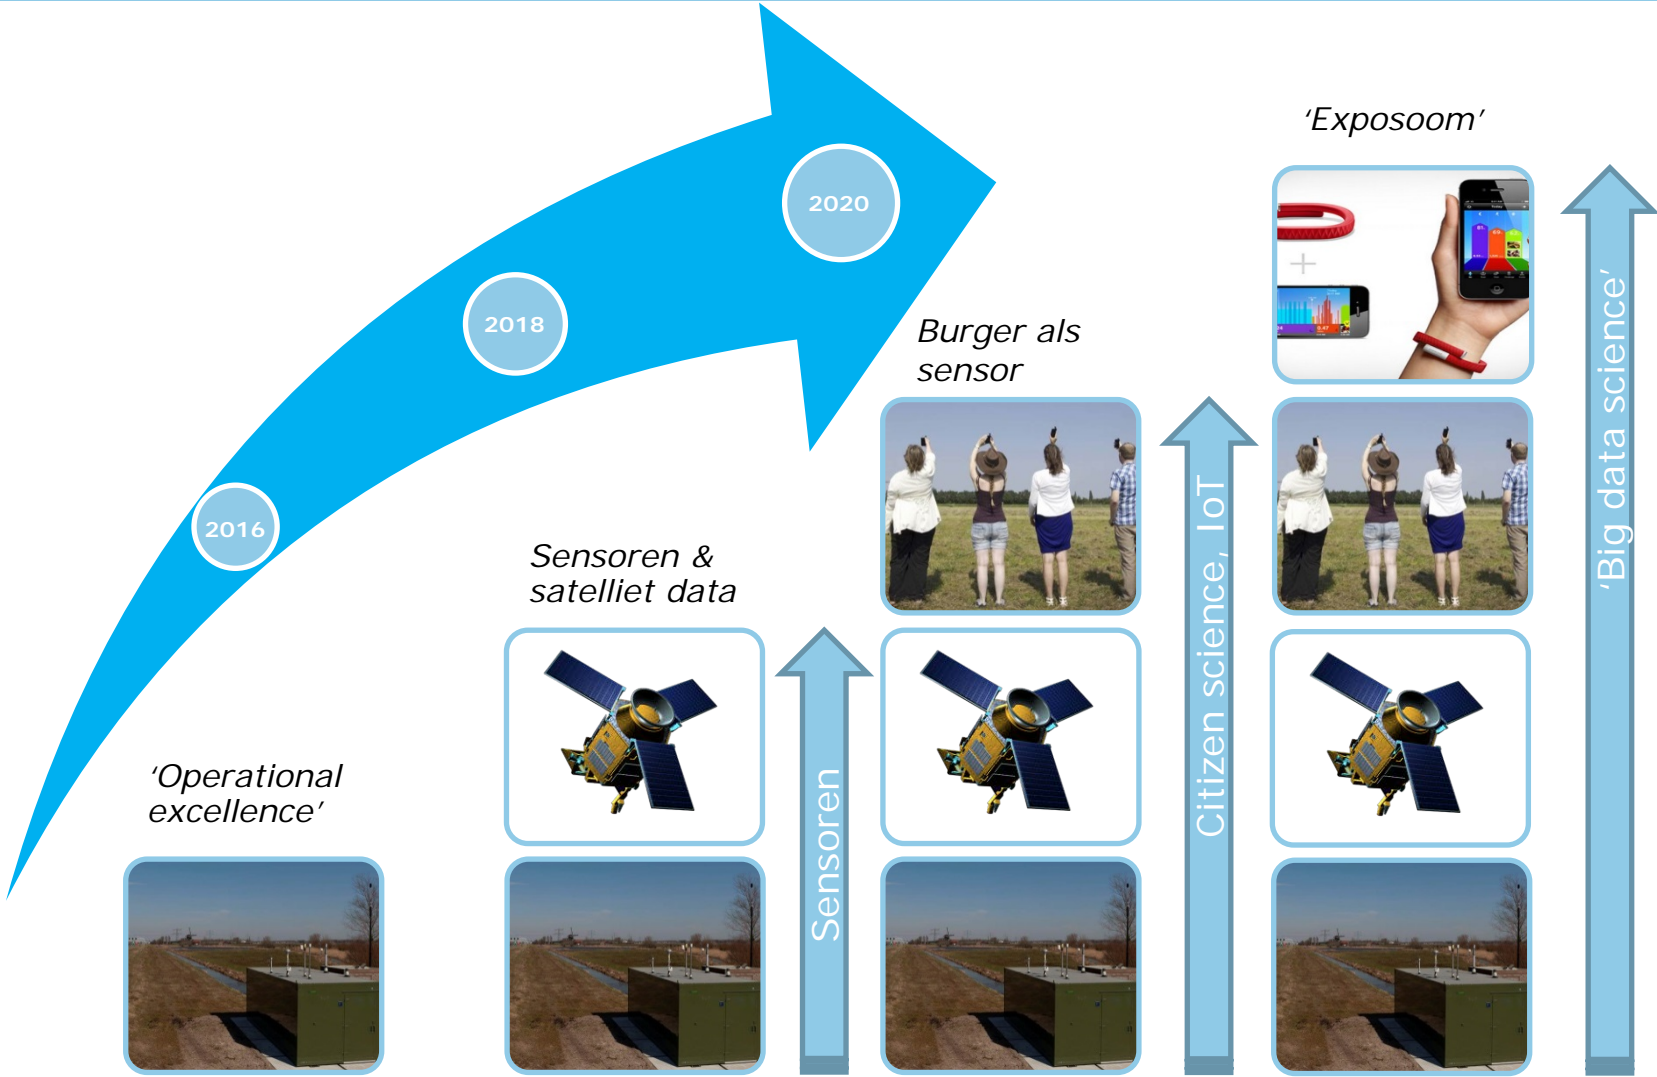 2016
2018
2020
‘Operational
excellence’
Sensoren &
satelliet data
Sensoren
Burger als
sensor
Citizen science, IoT
‘Exposoom’
‘Big data science’